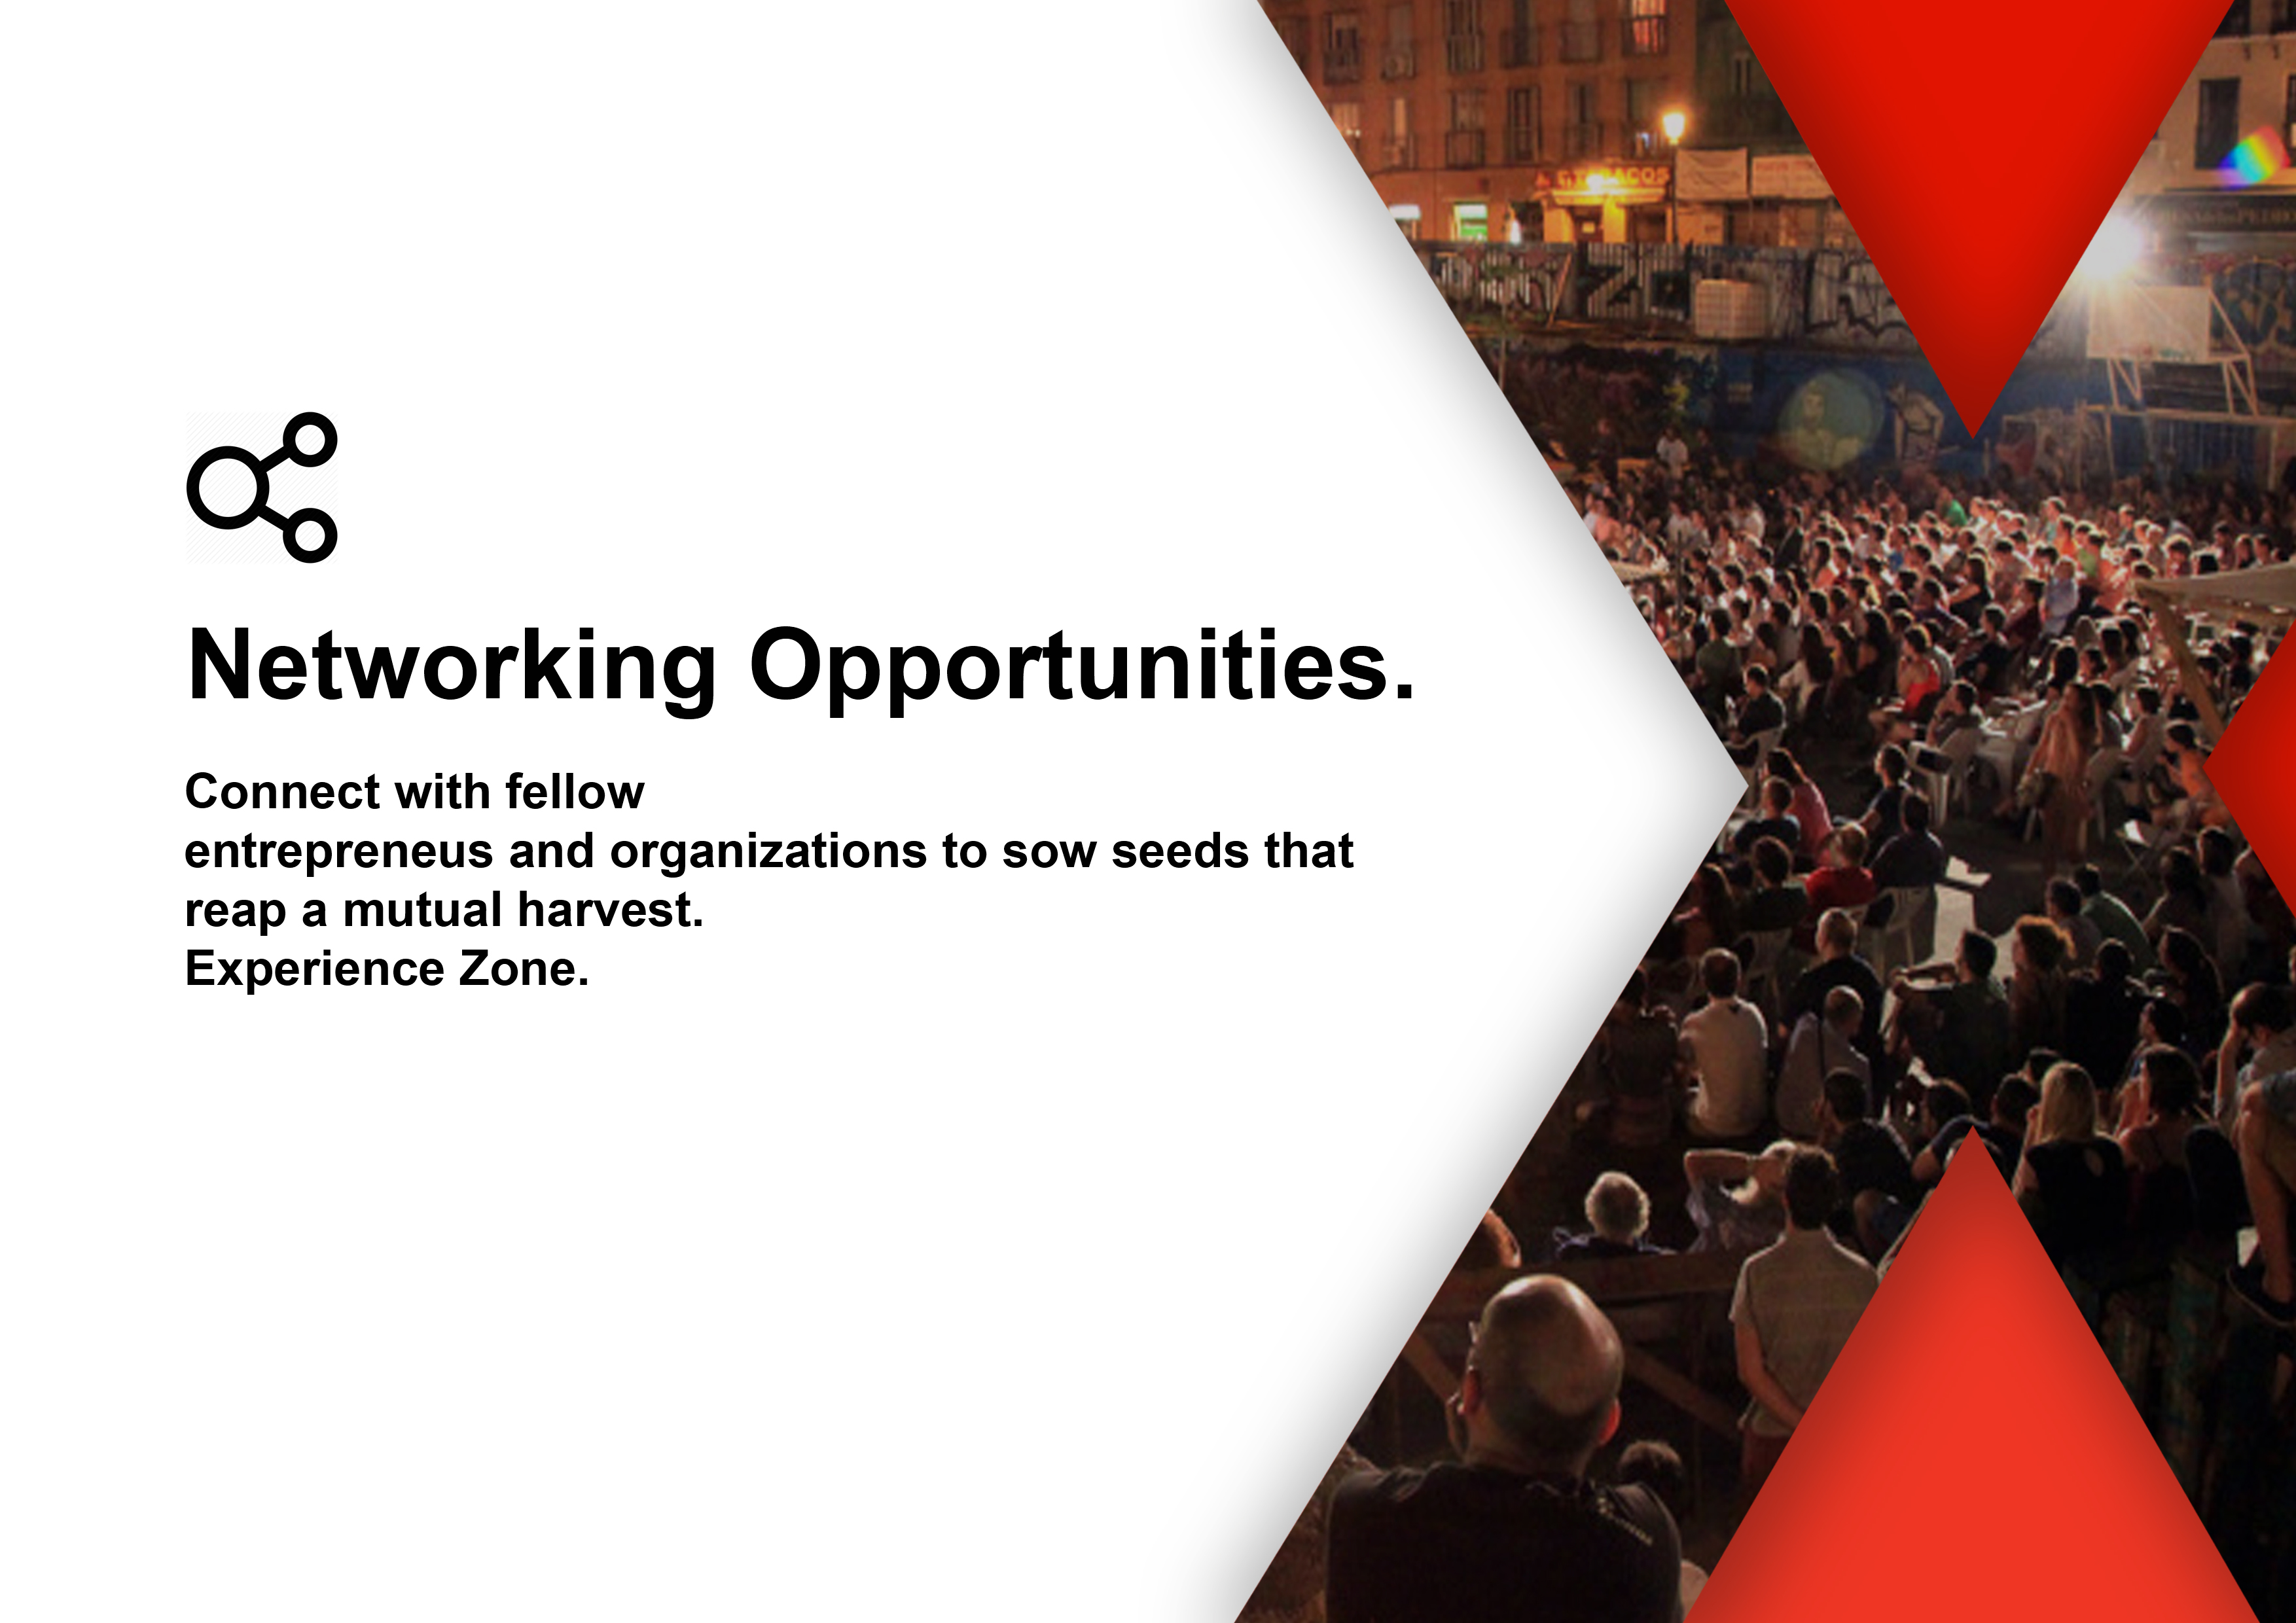 Networking Opportunities.
Connect with fellow
entrepreneus and organizations to sow seeds that
reap a mutual harvest.
Experience Zone.